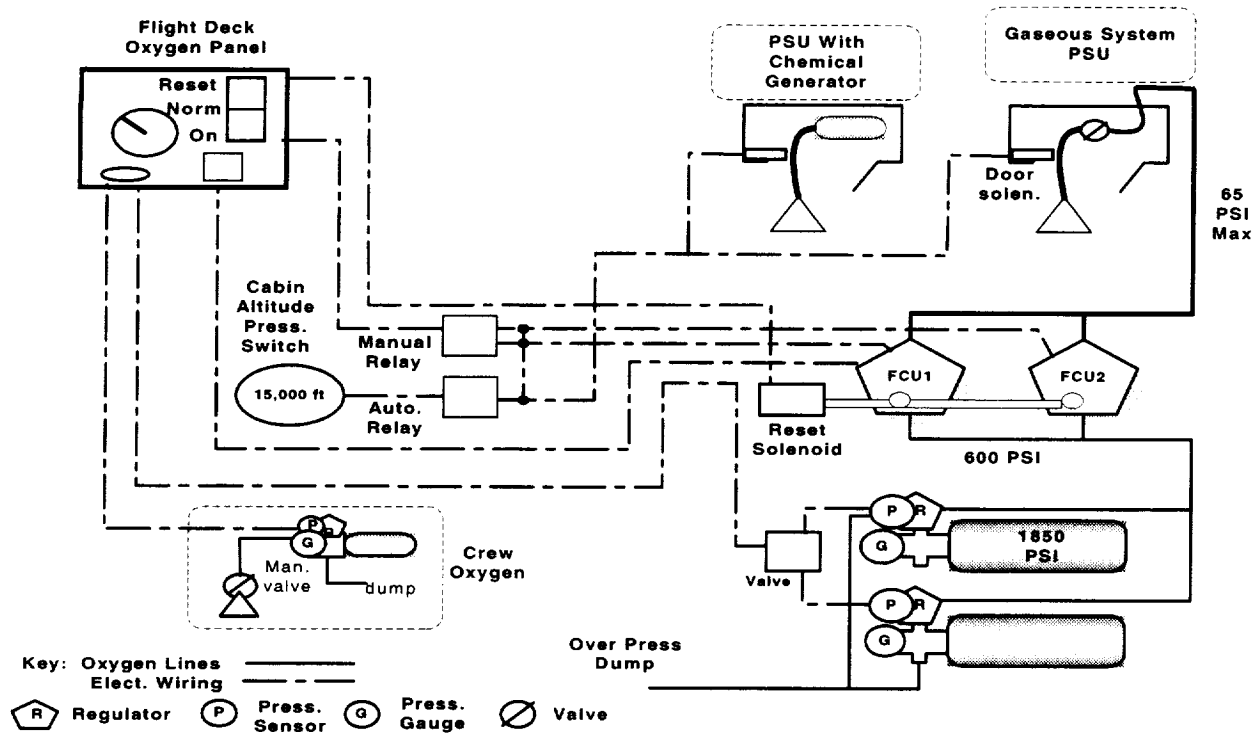 Flight Deck
Oxygen Panel
Reset
Norm
On
PSU With
Chemical
Generator
Gaseous System
PSU
Door
solen.
65
PSI
Max
Cabin
Altitude
Press.
Switch
15,000 ft
Manual
Relay
Auto.
Relay
FCU1
FCU2
Reset
Solenoid
600 PSI
P
R
G
1850
PSI
Valve
P
R
G
P
R
G
Man.
valve
dump
Crew
Oxygen
Over Press
Dump
Key: Oxygen Lines
Elect. Wiring
R Regulator
P Press.
Sensor
G Press.
Gauge
Valve